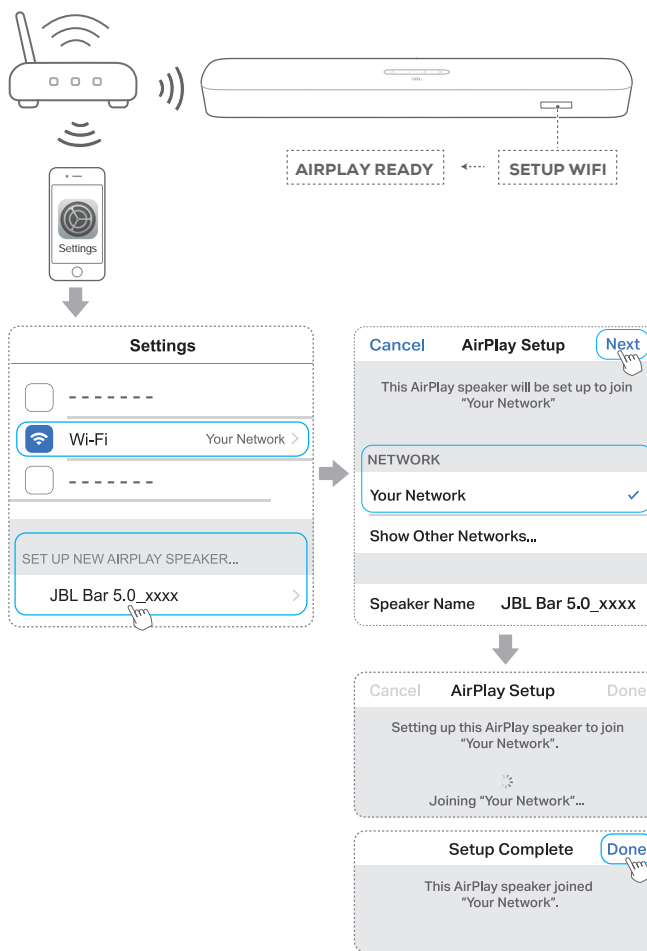 JBL
AIRPLAY READY
SETUP WIFI
Settings
Settings
Wi-Fi Your Network
SET UP NEW AIRPLAY SPEAKER...
JBL Bar 5.0_xxxx
Cancel AirPlay Setup Next
This AirPlay speaker will be set up to join
“Your Network”
NETWORK
Your Network
Show Other Networks...
Speaker Name JBL Bar 5.0_xxxx
Cancel AirPlay Setup Done
Setting up this AirPlay speaker to join
“Your Network”.
Joining “Your Network”...
Setup Complete Done
This AirPlay speaker joined
“Your Network”.